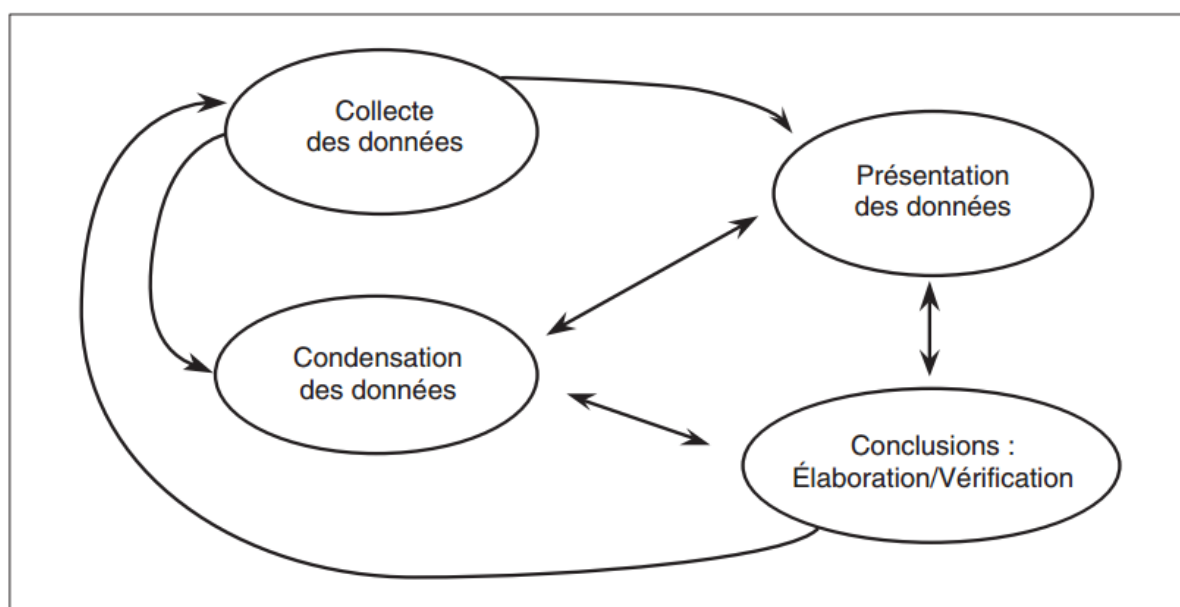 Collecte
des données
Présentation
des données
Condensation
des données
Conclusions :
Élaboration/Vérification